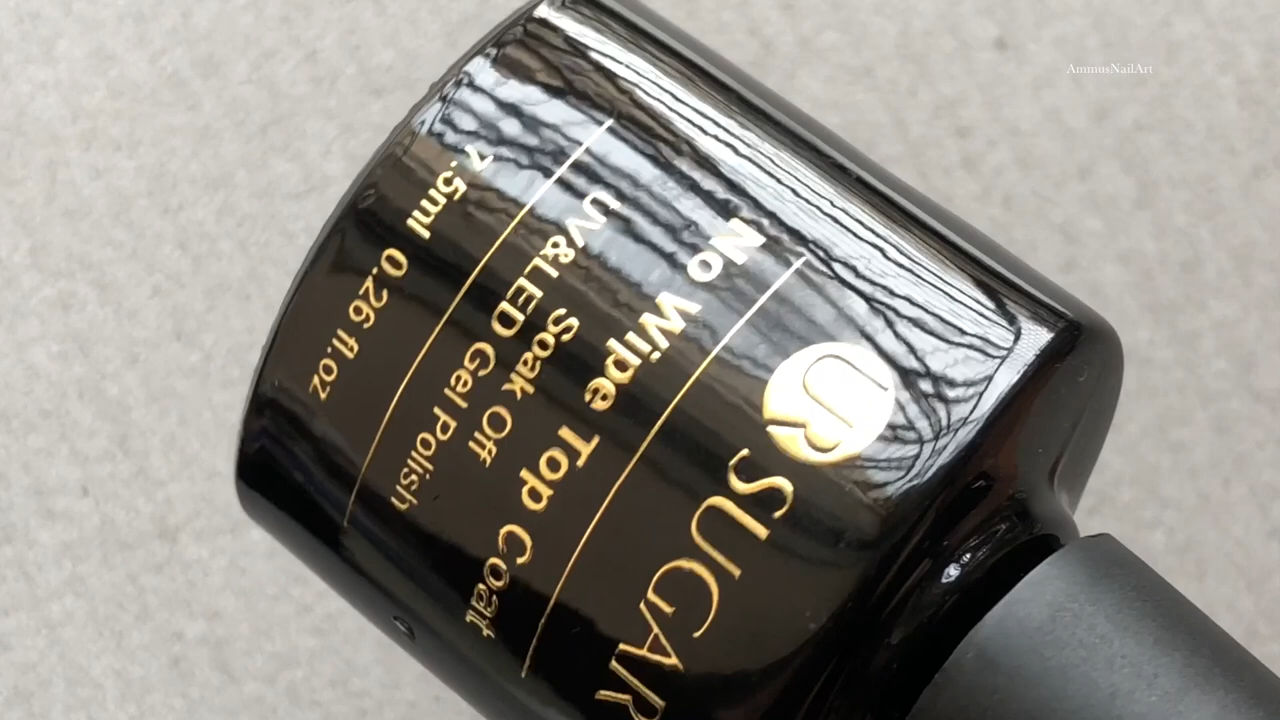 AmmusNailArt
UR SUGAR
No Wipe Top Coat
Soak Off
UV&LED Gel Polish
7.5ml 0.26 fl.oz